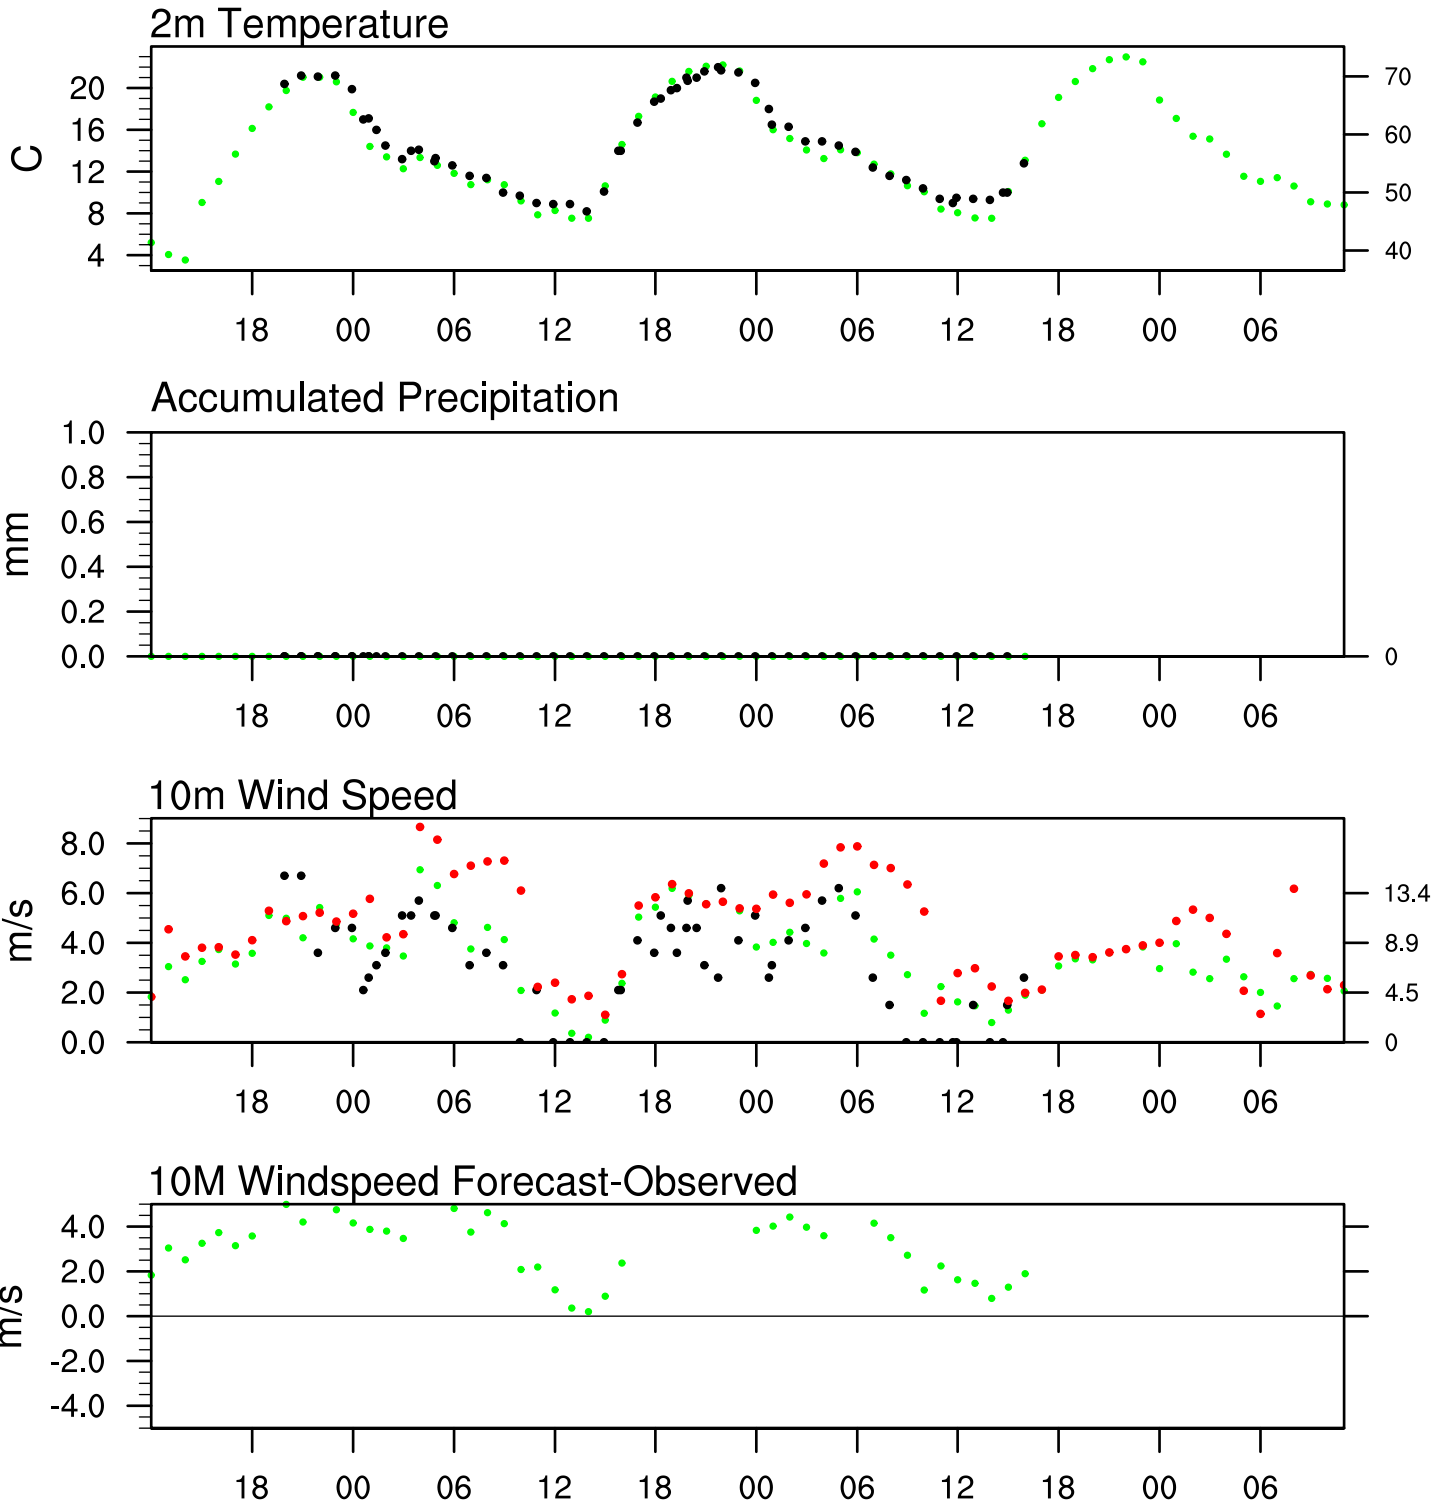 2m Temperature
20
16
12
8
4
C
70
60
50
40
18 00 06 12 18 00 06 12 18 00 06
Accumulated Precipitation
1.0
0.8
0.6
0.4
0.2
0.0
mm
0
18 00 06 12 18 00 06 12 18 00 06
10m Wind Speed
8.0
6.0
4.0
2.0
0.0
m/s
13.4
8.9
4.5
0
18 00 06 12 18 00 06 12 18 00 06
10M Windspeed Forecast-Observed
4.0
2.0
0.0
-2.0
-4.0
m/s
18 00 06 12 18 00 06 12 18 00 06